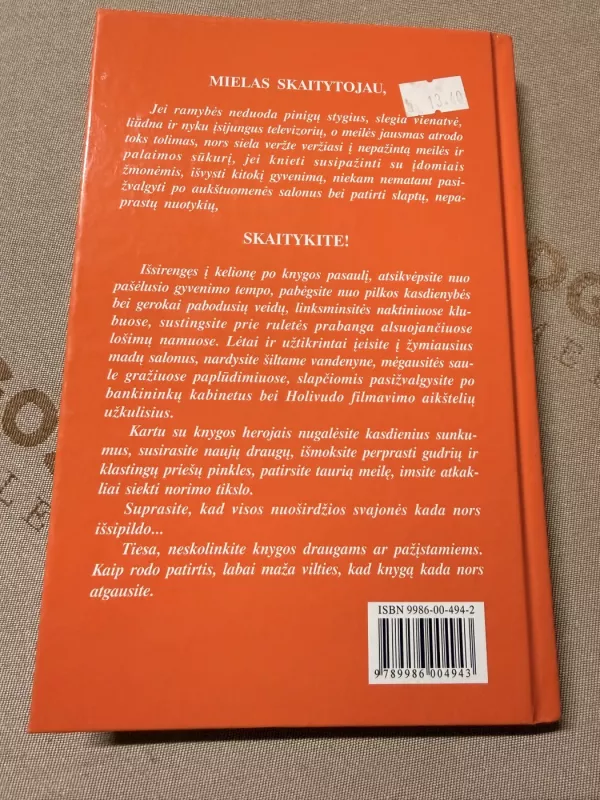 MIELAS SKAITYTOJAU,
13.40
Jei ramybės neduoda pinigų stygius, slegia vienatvė,
liūdna ir nyku įsijungus televizorių, o meilės jausmas atrodo
toks tolimas, nors siela veržte veržiasi į nepažintą meilės ir
palaimos sūkurį, jei knieti susipažinti su įdomiais
žmonėmis, išvysti kitokį gyvenimą, niekam nematant pasi-
žvalgyti po aukštuomenės salonus bei patirti slaptų, nepa-
prastų nuotykių,
SKAITYKITE!
Išsirengęs į kelionę po knygos pasaulį, atsikvėpsite nuo
pašėlusio gyvenimo tempo, pabėgsite nuo pilkos kasdienybės
bei gerokai pabodusių veidų, linksminsitės naktiniuose klu-
buose, sustingsite prie ruletės prabanga alsuojančiuose
lošimų namuose. Lėtai ir užtikrintai įeisite į žymiausius
madų salonus, nardysite šiltame vandenyne, mėgausitės sau-
le gražiuose paplūdimiuose, slapčiomis pasižvalgysite po
bankininkų kabinetus bei Holivudo filmavimo aikštelių
užkulisius.
Kartu su knygos herojais nugalėsite kasdienius sunku-
mus, susirasite naujų draugų, išmoksite perprasti gudrių ir
klastingų priešų pinkles, patirsite taurią meilę, imsite atkak-
liai siekti norimo tikslo.
Suprasite, kad visos nuoširdžios svajonės kada nors
išsipildo...
Tiesa, neskolinkite knygos draugams ar pažįstamiems.
Kaip rodo patirtis, labai maža vilties, kad knygą kada nors
atgausite.
ISBN 9986-00-494-2
9 789986 004943